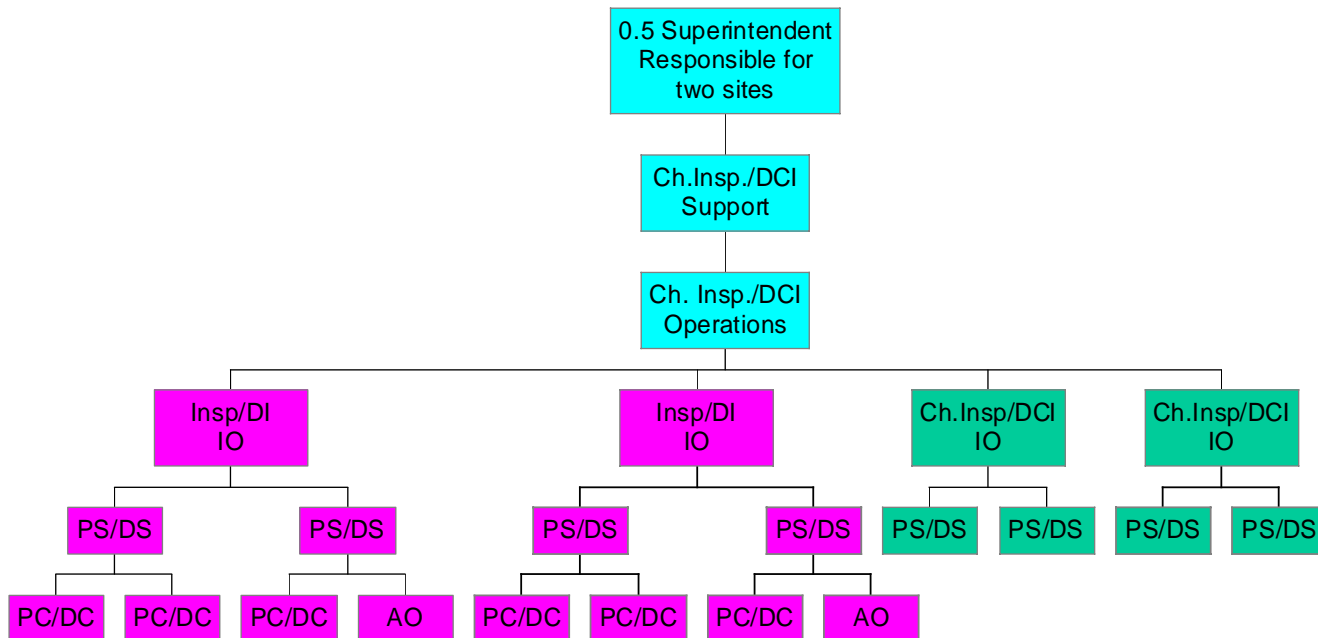 0.5 Superintendent
Responsible for
two sites
Ch.Insp./DCI
Support
Ch. Insp./DCI
Operations
Insp/DI
IO
Insp/DI
IO
Ch.Insp/DCI
IO
Ch.Insp/DCI
IO
PS/DS
PS/DS
PS/DS
PS/DS
PS/DS
PS/DS
PS/DS
PS/DS
PC/DC
PC/DC
PC/DC
AO
PC/DC
PC/DC
PC/DC
AO